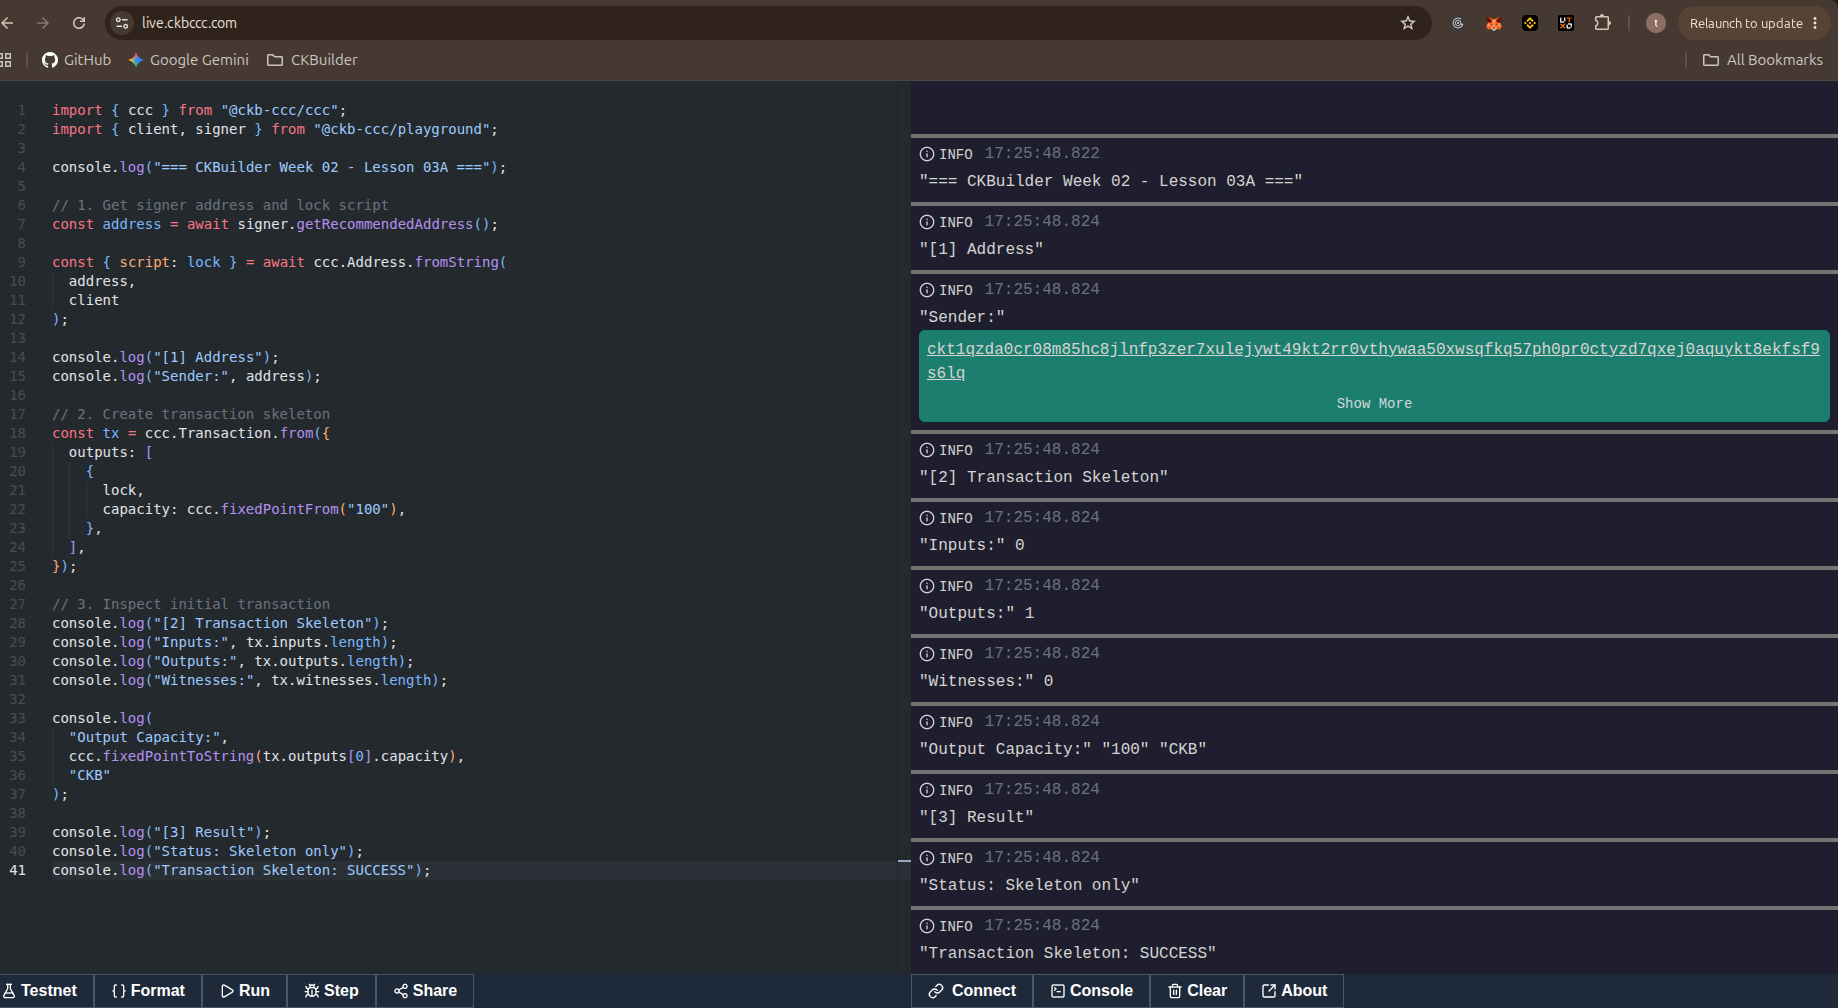 live.ckbccc.com
t
Relaunch to update
GitHub
Google Gemini
CKBuilder
All Bookmarks
1 import { ccc } from "@ckb-ccc/ccc";
2 import { client, signer } from "@ckb-ccc/playground";
3
4 console.log("=== CKBuilder Week 02 - Lesson 03A ===");
5
6 // 1. Get signer address and lock script
7 const address = await signer.getRecommendedAddress();
8
9 const { script: lock } = await ccc.Address.fromString(
10 address,
11 client
12 );
13
14 console.log("[1] Address");
15 console.log("Sender:", address);
16
17 // 2. Create transaction skeleton
18 const tx = ccc.Transaction.from({
19 outputs: [
20 {
21 lock,
22 capacity: ccc.fixedPointFrom("100"),
23 },
24 ],
25 });
26
27 // 3. Inspect initial transaction
28 console.log("[2] Transaction Skeleton");
29 console.log("Inputs:", tx.inputs.length);
30 console.log("Outputs:", tx.outputs.length);
31 console.log("Witnesses:", tx.witnesses.length);
32
33 console.log(
34 "Output Capacity:",
35 ccc.fixedPointToString(tx.outputs[0].capacity),
36 "CKB"
37 );
38
39 console.log("[3] Result");
40 console.log("Status: Skeleton only");
41 console.log("Transaction Skeleton: SUCCESS");
Testnet
Format
Run
Step
Share
INFO 17:25:48.822
"=== CKBuilder Week 02 - Lesson 03A ==="
INFO 17:25:48.824
"[1] Address"
INFO 17:25:48.824
"Sender:"
ckt1qzda0cr08m85hc8jlnfp3zer7xulejywt49kt2rr0vthywaa50xwsqfkq57ph0pr0ctyzd7qxej0aquykt8ekfsf9
s6lq
Show More
INFO 17:25:48.824
"[2] Transaction Skeleton"
INFO 17:25:48.824
"Inputs:" 0
INFO 17:25:48.824
"Outputs:" 1
INFO 17:25:48.824
"Witnesses:" 0
INFO 17:25:48.824
"Output Capacity:" "100" "CKB"
INFO 17:25:48.824
"[3] Result"
INFO 17:25:48.824
"Status: Skeleton only"
INFO 17:25:48.824
"Transaction Skeleton: SUCCESS"
Connect
Console
Clear
About